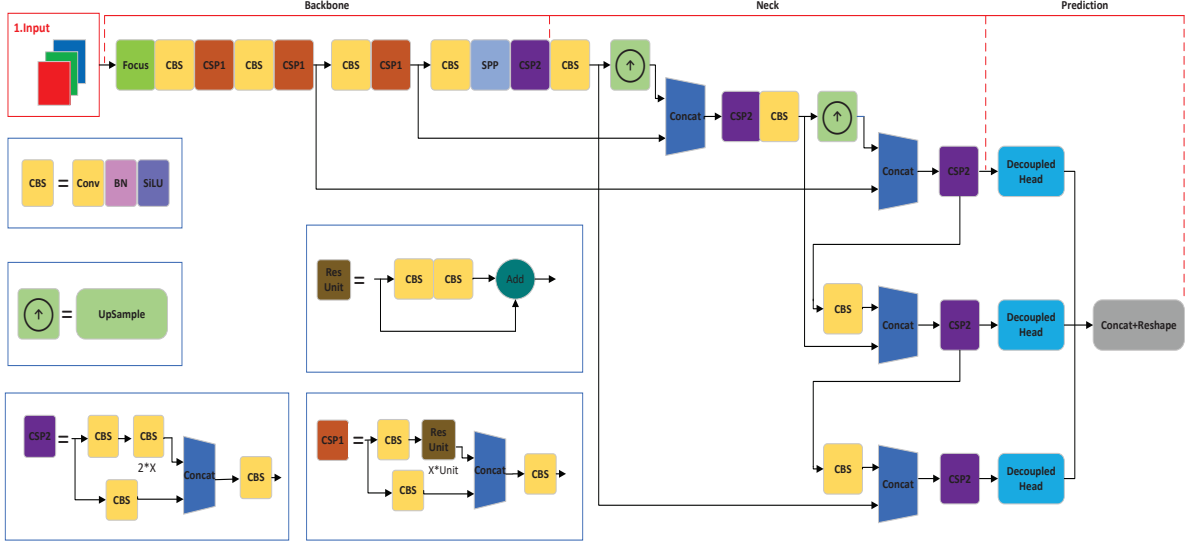 Backbone
Neck
Prediction
1.Input
Focus
CBS
CSP1
CBS
CSP1
CBS
CSP1
CBS
SPP
CSP2
CBS
Concat
CSP2
CBS
Concat
CSP2
Decoupled
Head
CBS
=
Conv
BN
SiLU
Res
Unit
=
CBS
CBS
Add
=
UpSample
CBS
Concat
CSP2
Decoupled
Head
Concat+Reshape
CSP2
=
CBS
CBS
2*X
CBS
Concat
CBS
CSP1
=
CBS
Res
Unit
X*Unit
CBS
Concat
CBS
CBS
Concat
CSP2
Decoupled
Head